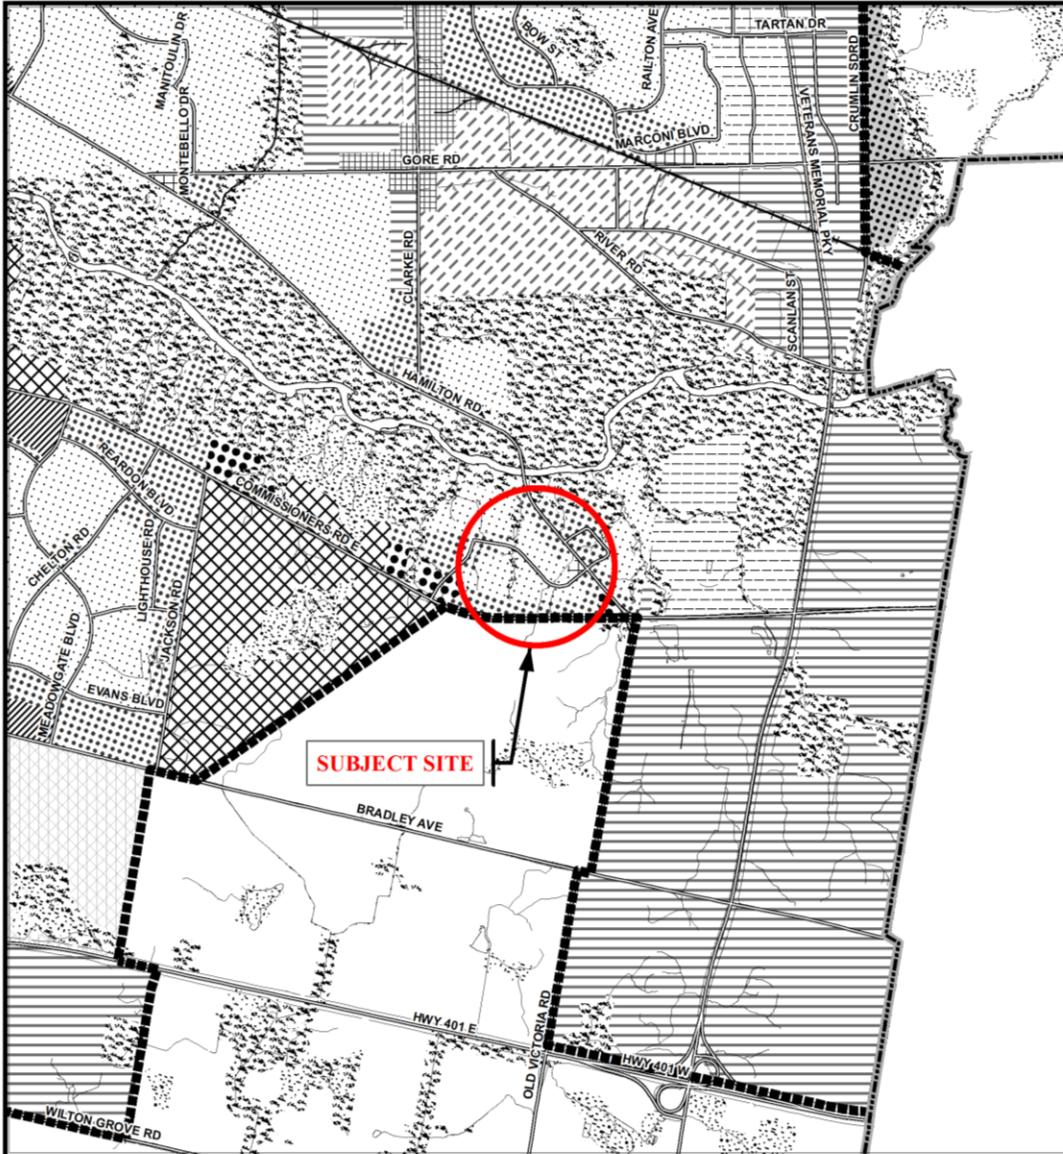 TARTAN DR
BOW ST
RAILTON AVE
MANITOULIN DR
CRUMLIN SDRD
VETERANS MEMORIAL PKY
MONTEBELLO DR
MARCONI BLVD
GORE RD
CLARKE RD
RIVER RD
SCANLAN ST
HAMILTON RD
REARDON BLVD
COMMISSIONERS RD E
CHELTON RD
LIGHTHOUSE RD
JACKSON RD
MEADOWGATE BLVD
EVANS BLVD
SUBJECT SITE
BRADLEY AVE
OLD VICTORIA RD
HWY 401 E
HWY 401 W
WILTON GROVE RD